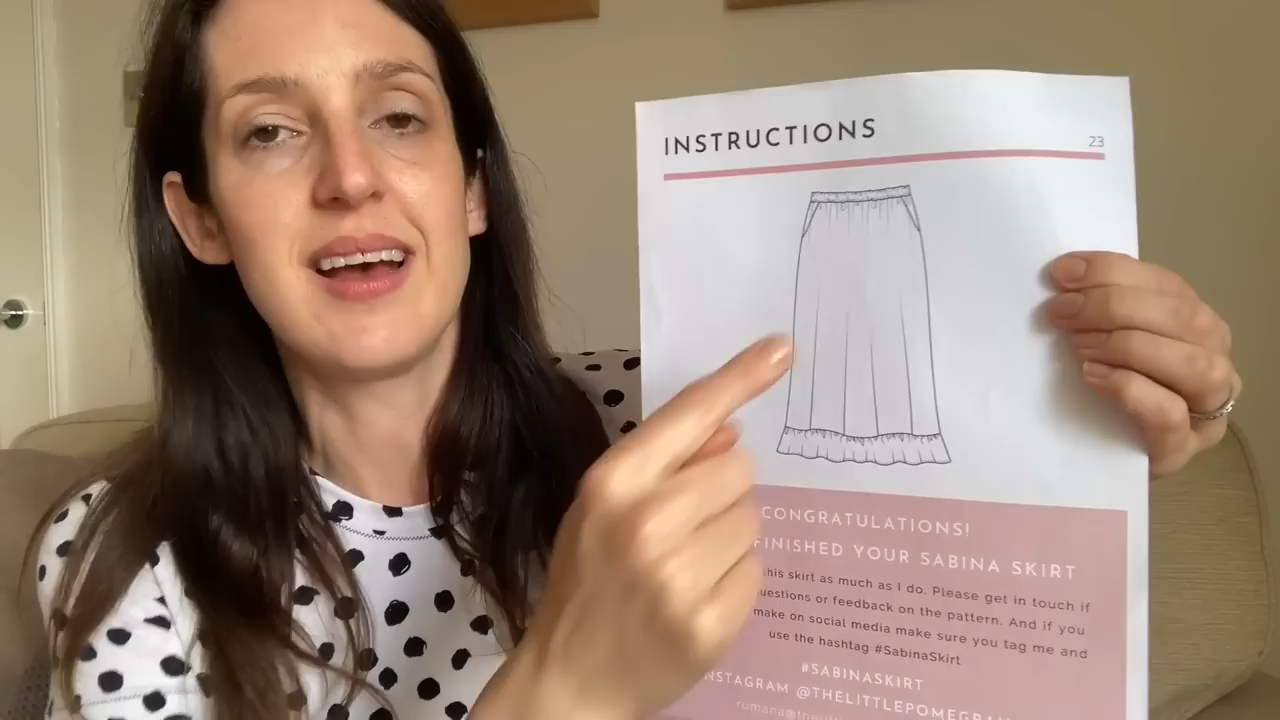 INSTRUCTIONS
23
CONGRATULATIONS!
FINISHED YOUR SABINA SKIRT
this skirt as much as I do. Please get in touch if
questions or feedback on the pattern. And if you
make on social media make sure you tag me and
use the hashtag #SabinaSkirt
#SABINASKIRT
INSTAGRAM @THELITTLEPOMEGRAN